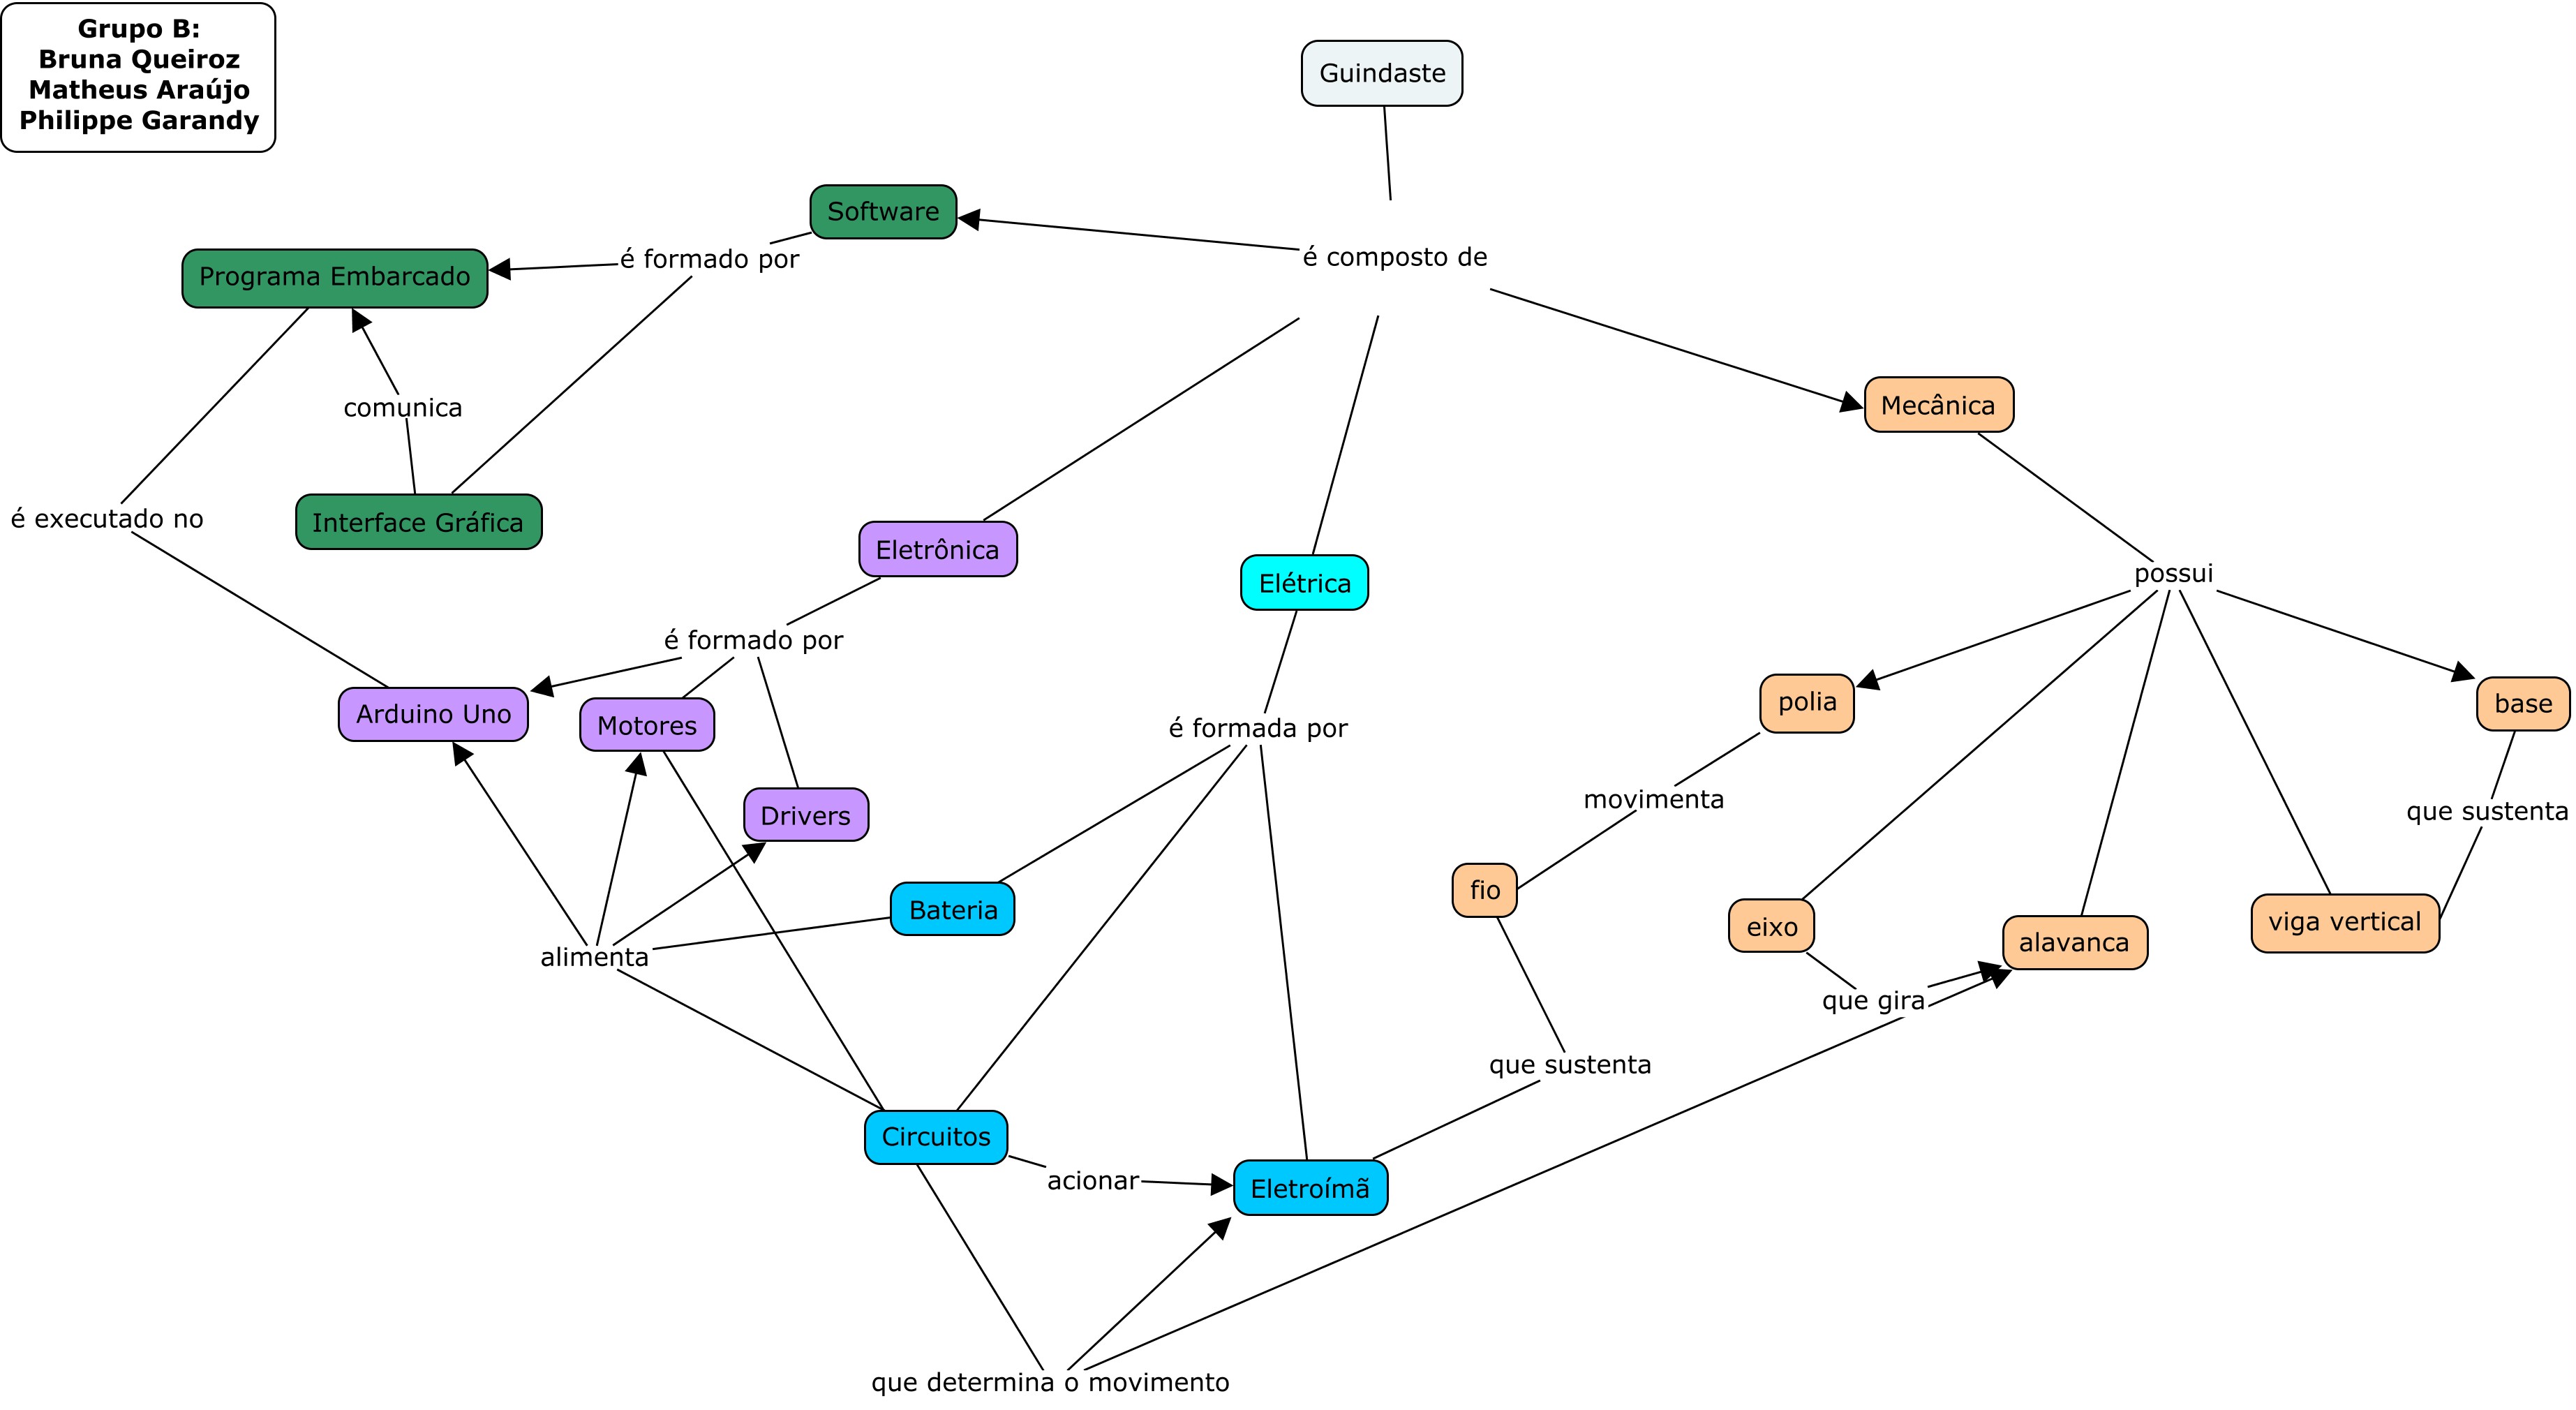 Grupo B:
Bruna Queiroz
Matheus Araújo
Philippe Garandy
Guindaste
Software
é formado por
é composto de
Programa Embarcado
comunica
Mecânica
é executado no
Interface Gráfica
Eletrônica
Elétrica
possui
é formado por
Arduino Uno
Motores
é formada por
polia
base
Drivers
movimenta
que sustenta
Bateria
fio
eixo
alavanca
viga vertical
alimenta
que gira
que sustenta
Circuitos
acionar
Eletroímã
que determina o movimento